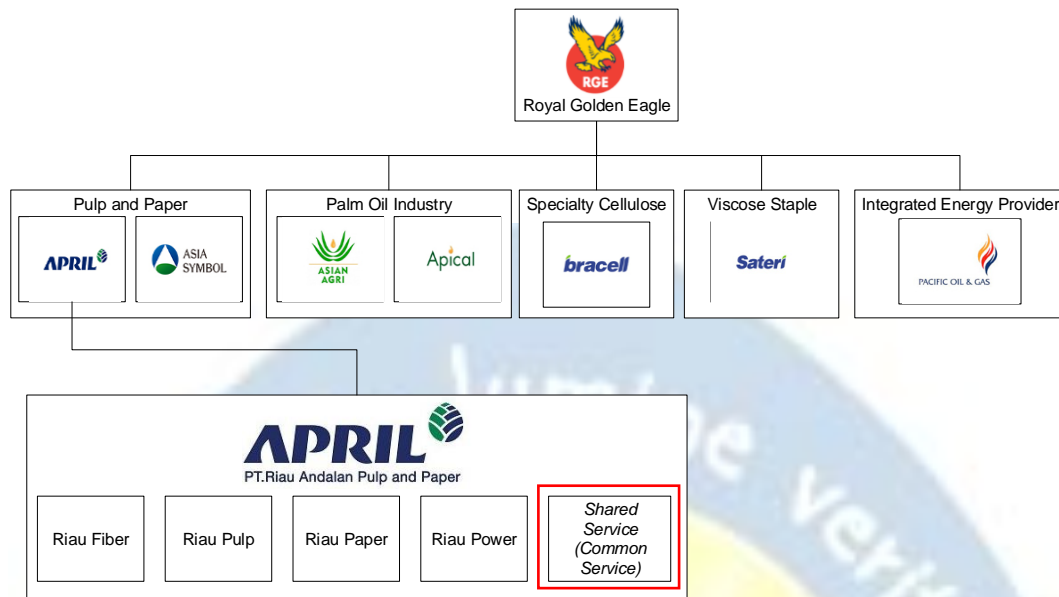 RGE
Royal Golden Eagle
Pulp and Paper
APRIL
ASIA
SYMBOL
Palm Oil Industry
ASIAN
AGRI
Apical
Specialty Cellulose
bracell
Viscose Staple
Sateri
Integrated Energy Provider
PACIFIC OIL & GAS
APRIL
PT.Riau Andalan Pulp and Paper
Riau Fiber
Riau Pulp
Riau Paper
Riau Power
Shared
Service
(Common
Service)